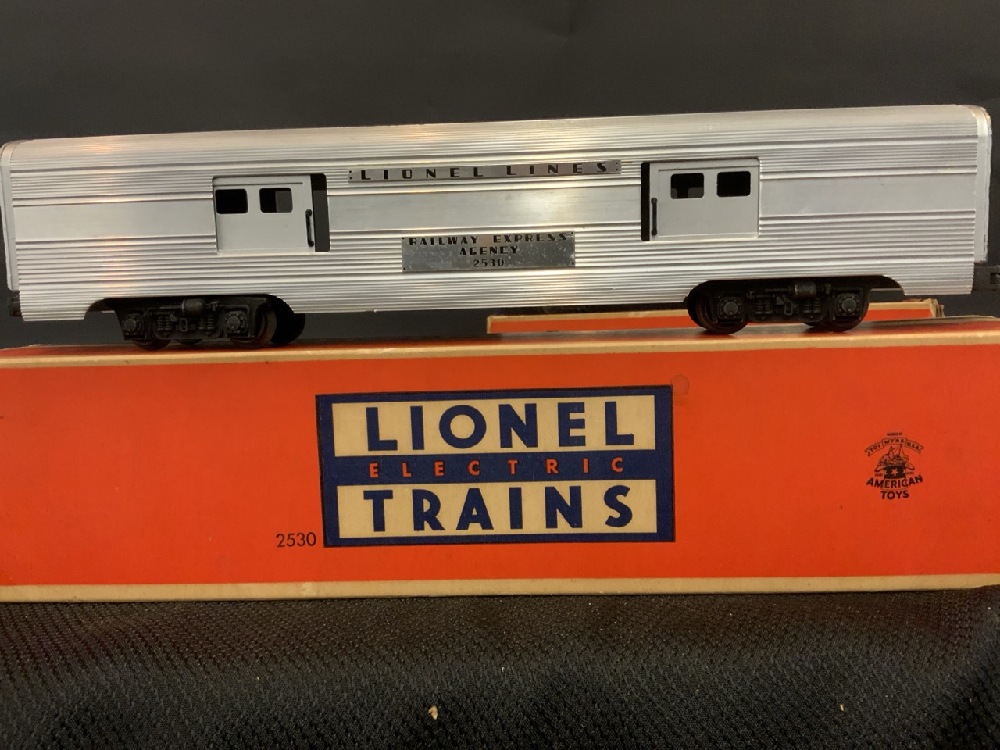 LIONEL LINES
RAILWAY EXPRESS
AGENCY
2530
LIONEL
ELECTRIC
TRAINS
2530
AMERICAN
TOYS